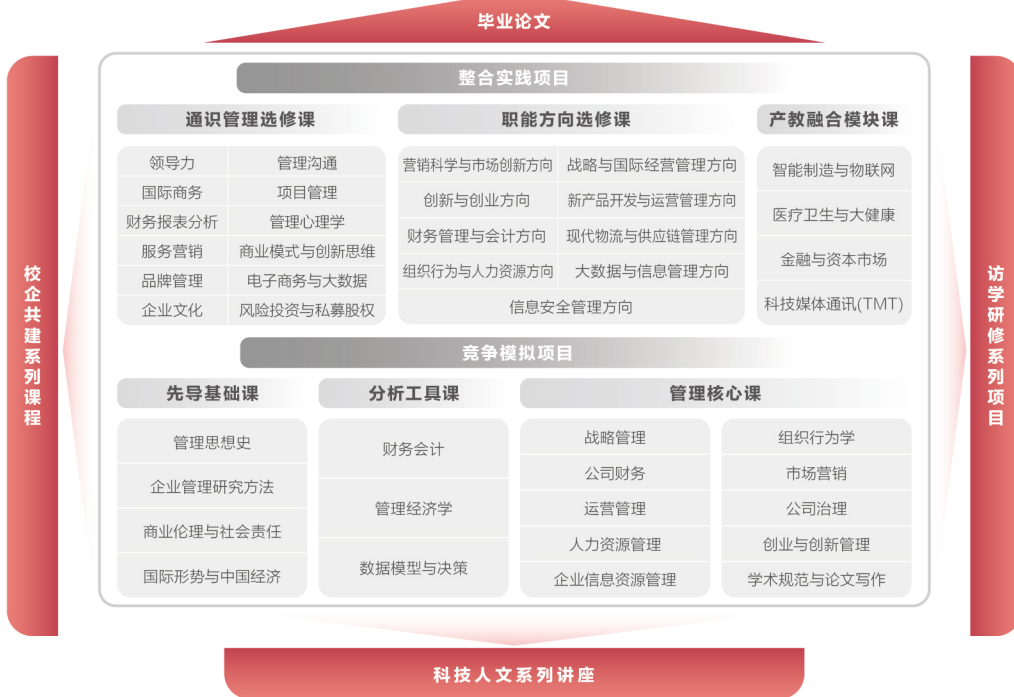 毕业论文
整合实践项目
通识管理选修课
领导力 管理沟通
国际商务 项目管理
财务报表分析 管理心理学
服务营销 商业模式与创新思维
品牌管理 电子商务与大数据
企业文化 风险投资与私募股权
职能方向选修课
营销科学与市场创新方向 战略与国际经营管理方向
创新与创业方向 新产品开发与运营管理方向
财务管理与会计方向 现代物流与供应链管理方向
组织行为与人力资源方向 大数据与信息管理方向
信息安全管理方向
产教融合模块课
智能制造与物联网
医疗卫生与大健康
金融与资本市场
科技媒体通讯(TMT)
竞争模拟项目
先导基础课
管理思想史
企业管理研究方法
商业伦理与社会责任
国际形势与中国经济
分析工具课
财务会计
管理经济学
数据模型与决策
管理核心课
战略管理 组织行为学
公司财务 市场营销
运营管理 公司治理
人力资源管理 创业与创新管理
企业信息资源管理 学术规范与论文写作
校企共建系列课程
访学研修系列项目
科技人文系列讲座